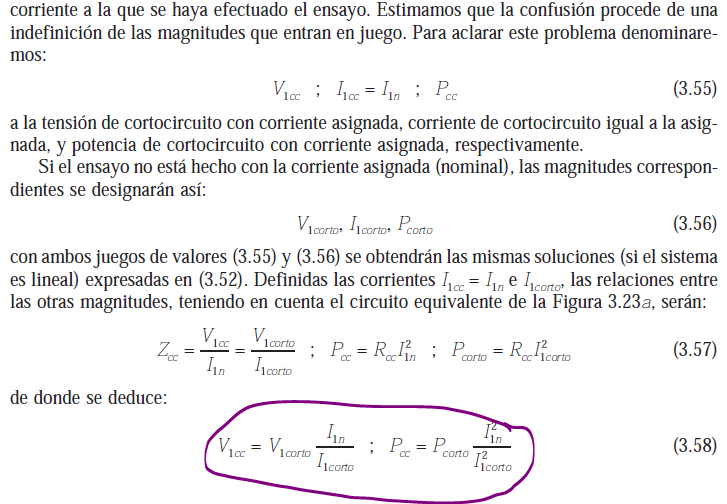 corriente a la que se haya efectuado el ensayo. Estimamos que la confusión procede de una
indefinición de las magnitudes que entran en juego. Para aclarar este problema denominare-
mos:
V₁cc ; I₁cc = I₁n ; Pcc (3.55)
a la tensión de cortocircuito con corriente asignada, corriente de cortocircuito igual a la asig-
nada, y potencia de cortocircuito con corriente asignada, respectivamente.
Si el ensayo no está hecho con la corriente asignada (nominal), las magnitudes correspon-
dientes se designarán así:
V₁corto, I₁corto, Pcorto (3.56)
con ambos juegos de valores (3.55) y (3.56) se obtendrán las mismas soluciones (si el sistema
es lineal) expresadas en (3.52). Definidas las corrientes I₁cc = I₁n e I₁corto, las relaciones entre
las otras magnitudes, teniendo en cuenta el circuito equivalente de la Figura 3.23a, serán:
Zcc = V₁cc / I₁n = V₁corto / I₁corto ; Pcc = Rcc I₁n² ; Pcorto = Rcc I₁corto² (3.57)
de donde se deduce:
V₁cc = V₁corto I₁n / I₁corto ; Pcc = Pcorto I₁n² / I₁corto² (3.58)